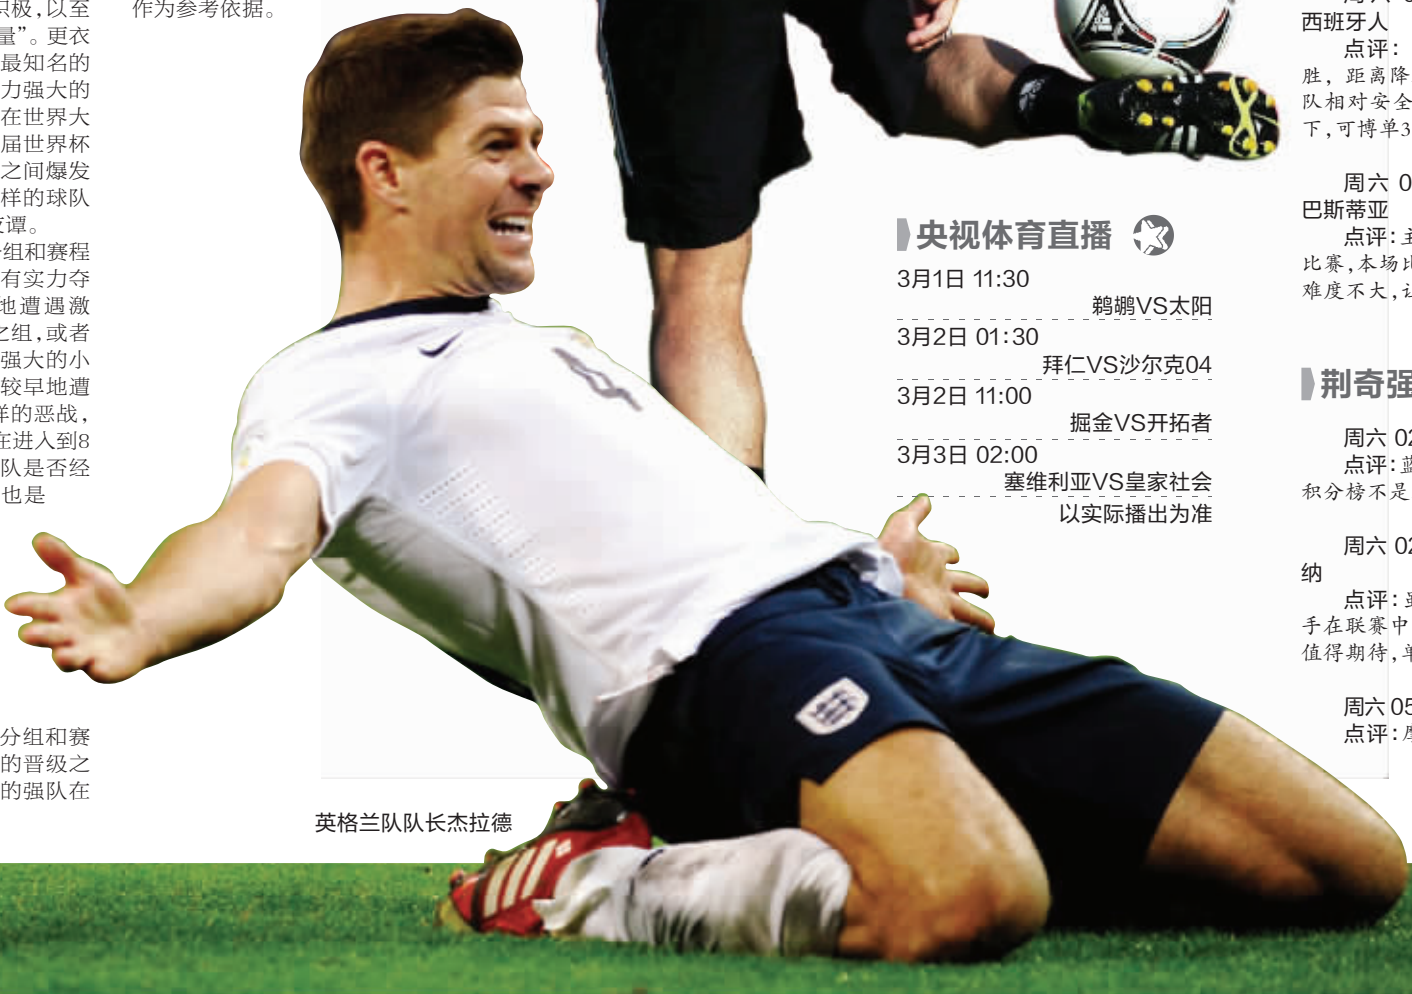 积极,以至
量”。更衣
最知名的
力强大的
在世界大
届世界杯
之间爆发
样的球队
谭。
组和赛程
有实力夺
地遭遇激
之组,或者
强大的小
较早地遭
样的恶战,
在进入到8
队是否经
也是
分组和赛
的晋级之
的强队在
作为参考依据。
英格兰队队长杰拉德
央视体育直播
3月1日 11:30
鹈鹕VS太阳
3月2日 01:30
拜仁VS沙尔克04
3月2日 11:00
掘金VS开拓者
3月3日 02:00
塞维利亚VS皇家社会
以实际播出为准
西班牙人
点评:
胜, 距离降
队相对安全
下,可博单3
周六 0
巴斯蒂亚
点评:主
比赛,本场比
难度不大,让
荆奇强
周六 02
点评:蓝
积分榜不是
周六 02
纳
点评:虽
手在联赛中
值得期待,单
周六 05
点评:摩